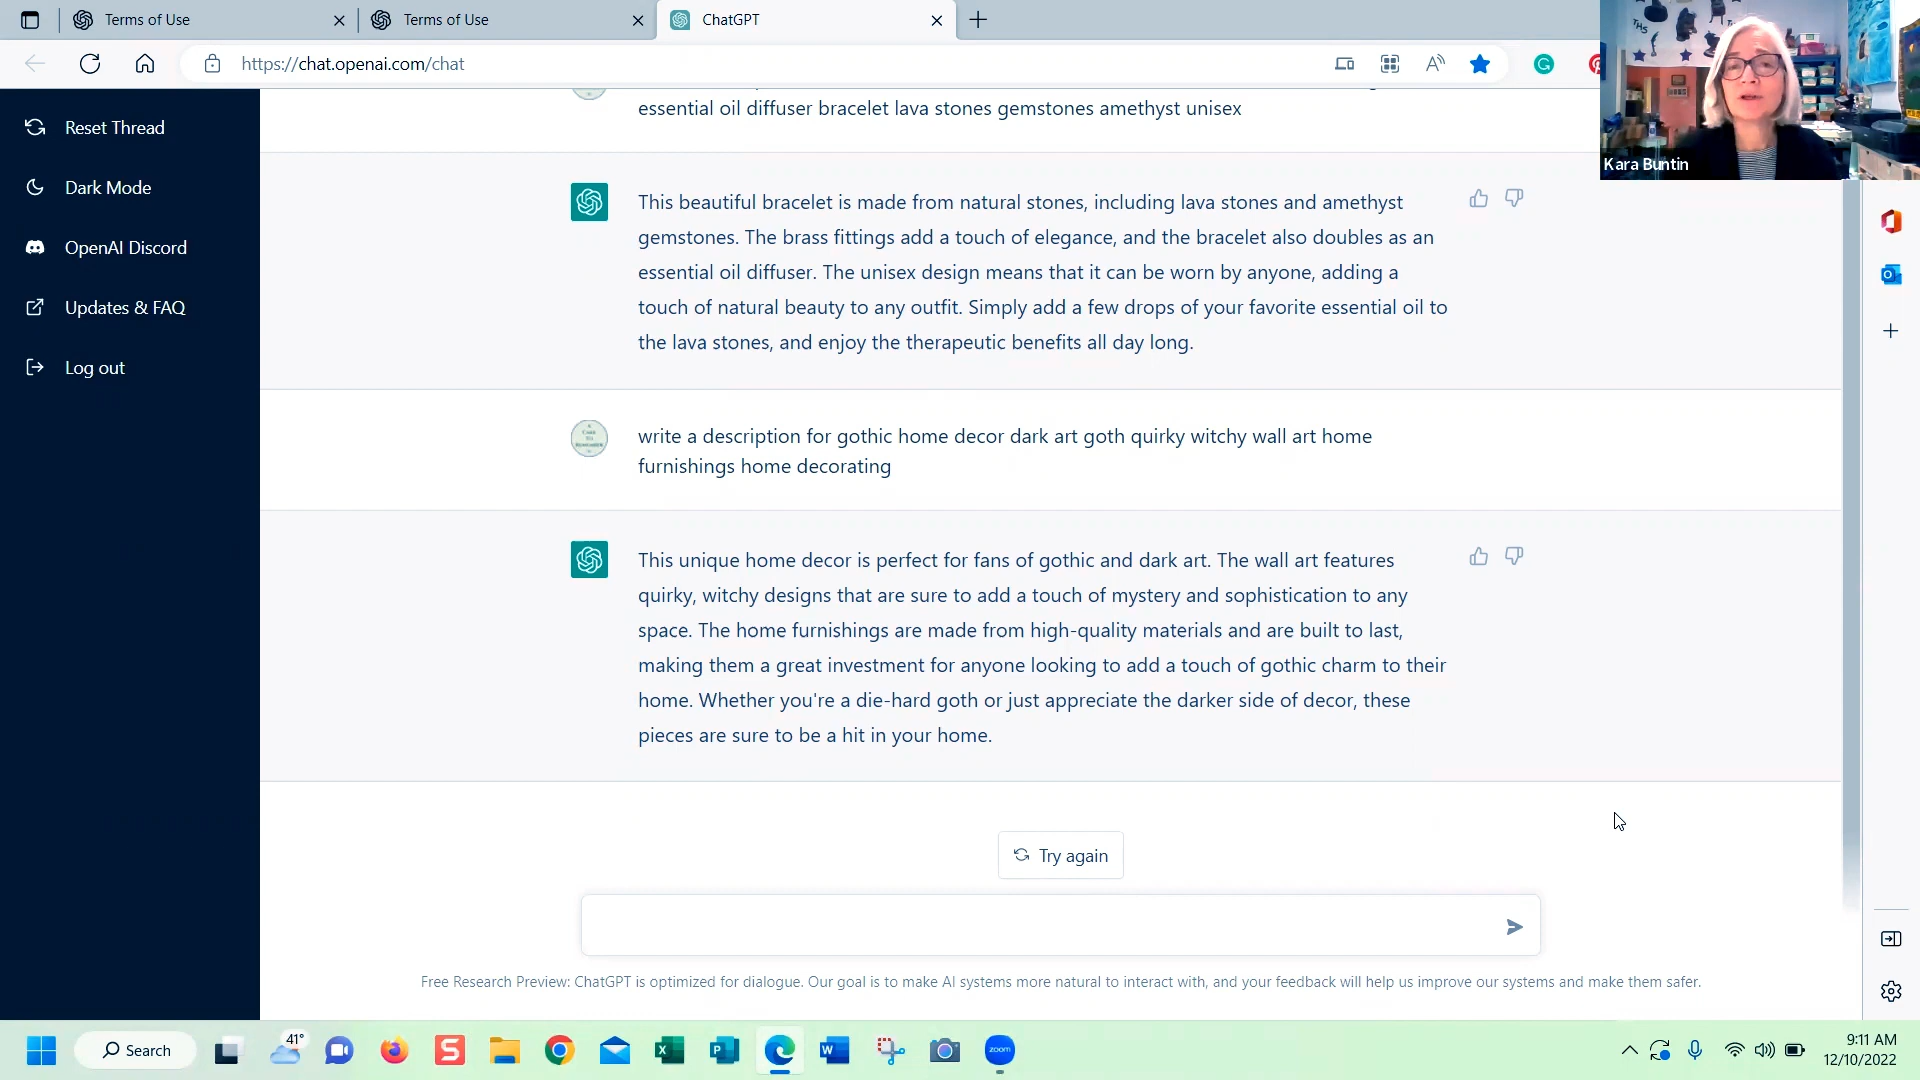 Terms of Use
Terms of Use
ChatGPT
https://chat.openai.com/chat
THS
Kara Buntin
Reset Thread
Dark Mode
OpenAI Discord
Updates & FAQ
Log out
essential oil diffuser bracelet lava stones gemstones amethyst unisex
This beautiful bracelet is made from natural stones, including lava stones and amethyst
gemstones. The brass fittings add a touch of elegance, and the bracelet also doubles as an
essential oil diffuser. The unisex design means that it can be worn by anyone, adding a
touch of natural beauty to any outfit. Simply add a few drops of your favorite essential oil to
the lava stones, and enjoy the therapeutic benefits all day long.
write a description for gothic home decor dark art goth quirky witchy wall art home
furnishings home decorating
This unique home decor is perfect for fans of gothic and dark art. The wall art features
quirky, witchy designs that are sure to add a touch of mystery and sophistication to any
space. The home furnishings are made from high-quality materials and are built to last,
making them a great investment for anyone looking to add a touch of gothic charm to their
home. Whether you're a die-hard goth or just appreciate the darker side of decor, these
pieces are sure to be a hit in your home.
Try again
Free Research Preview: ChatGPT is optimized for dialogue. Our goal is to make AI systems more natural to interact with, and your feedback will help us improve our systems and make them safer.
Search
41°
zoom
9:11 AM
12/10/2022